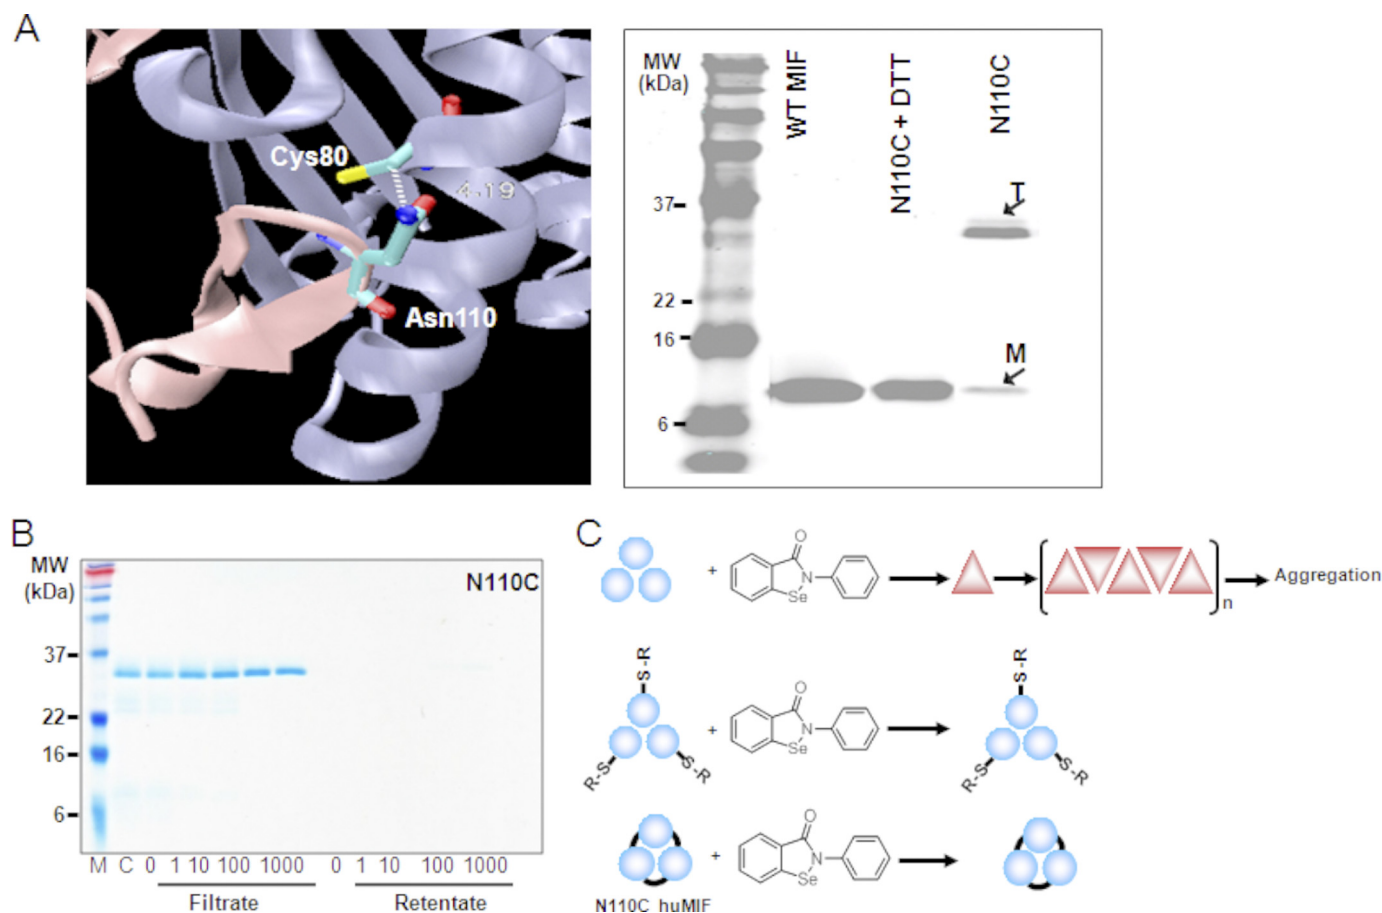 A
Cys80
4.19
Asn110
MW
(kDa)
WT MIF
N110C + DTT
N110C
37
T
22
16
M
6
B
MW
(kDa)
N110C
37
22
16
6
M C 0 1 10 100 1000 0 1 10 100 1000
Filtrate Retentate
C
+ O N Se n Aggregation
S-R
S-R
+ O N Se
R-S S-R R-S S-R
+ O N Se
N110C huMIF